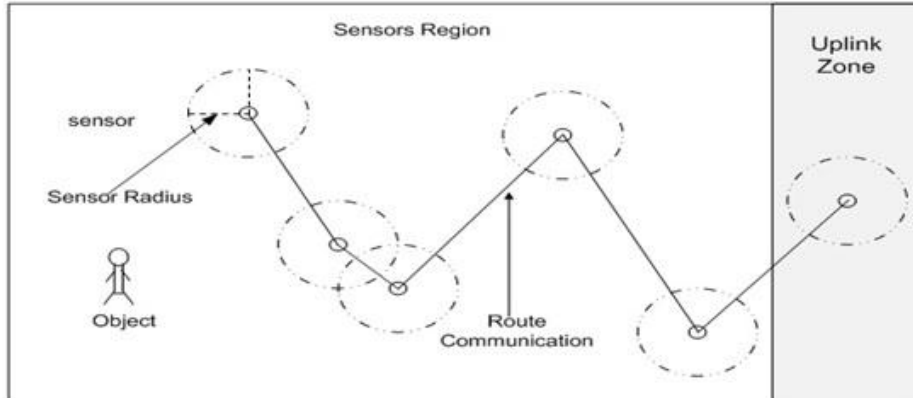 Sensors Region
Uplink
Zone
sensor
Sensor Radius
Object
Route
Communication